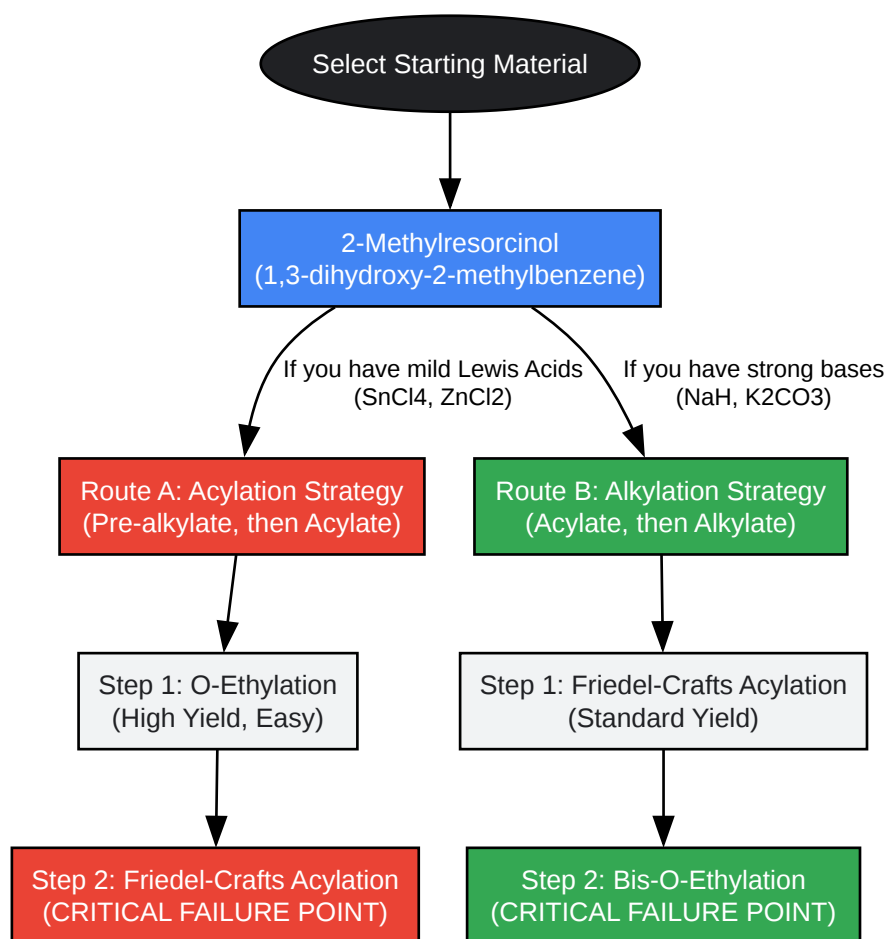 Select Starting Material
2-Methylresorcinol
(1,3-dihydroxy-2-methylbenzene)
If you have mild Lewis Acids
(SnCl4, ZnCl2)
If you have strong bases
(NaH, K2CO3)
Route A: Acylation Strategy
(Pre-alkylate, then Acylate)
Route B: Alkylation Strategy
(Acylate, then Alkylate)
Step 1: O-Ethylation
(High Yield, Easy)
Step 1: Friedel-Crafts Acylation
(Standard Yield)
Step 2: Friedel-Crafts Acylation
(CRITICAL FAILURE POINT)
Step 2: Bis-O-Ethylation
(CRITICAL FAILURE POINT)